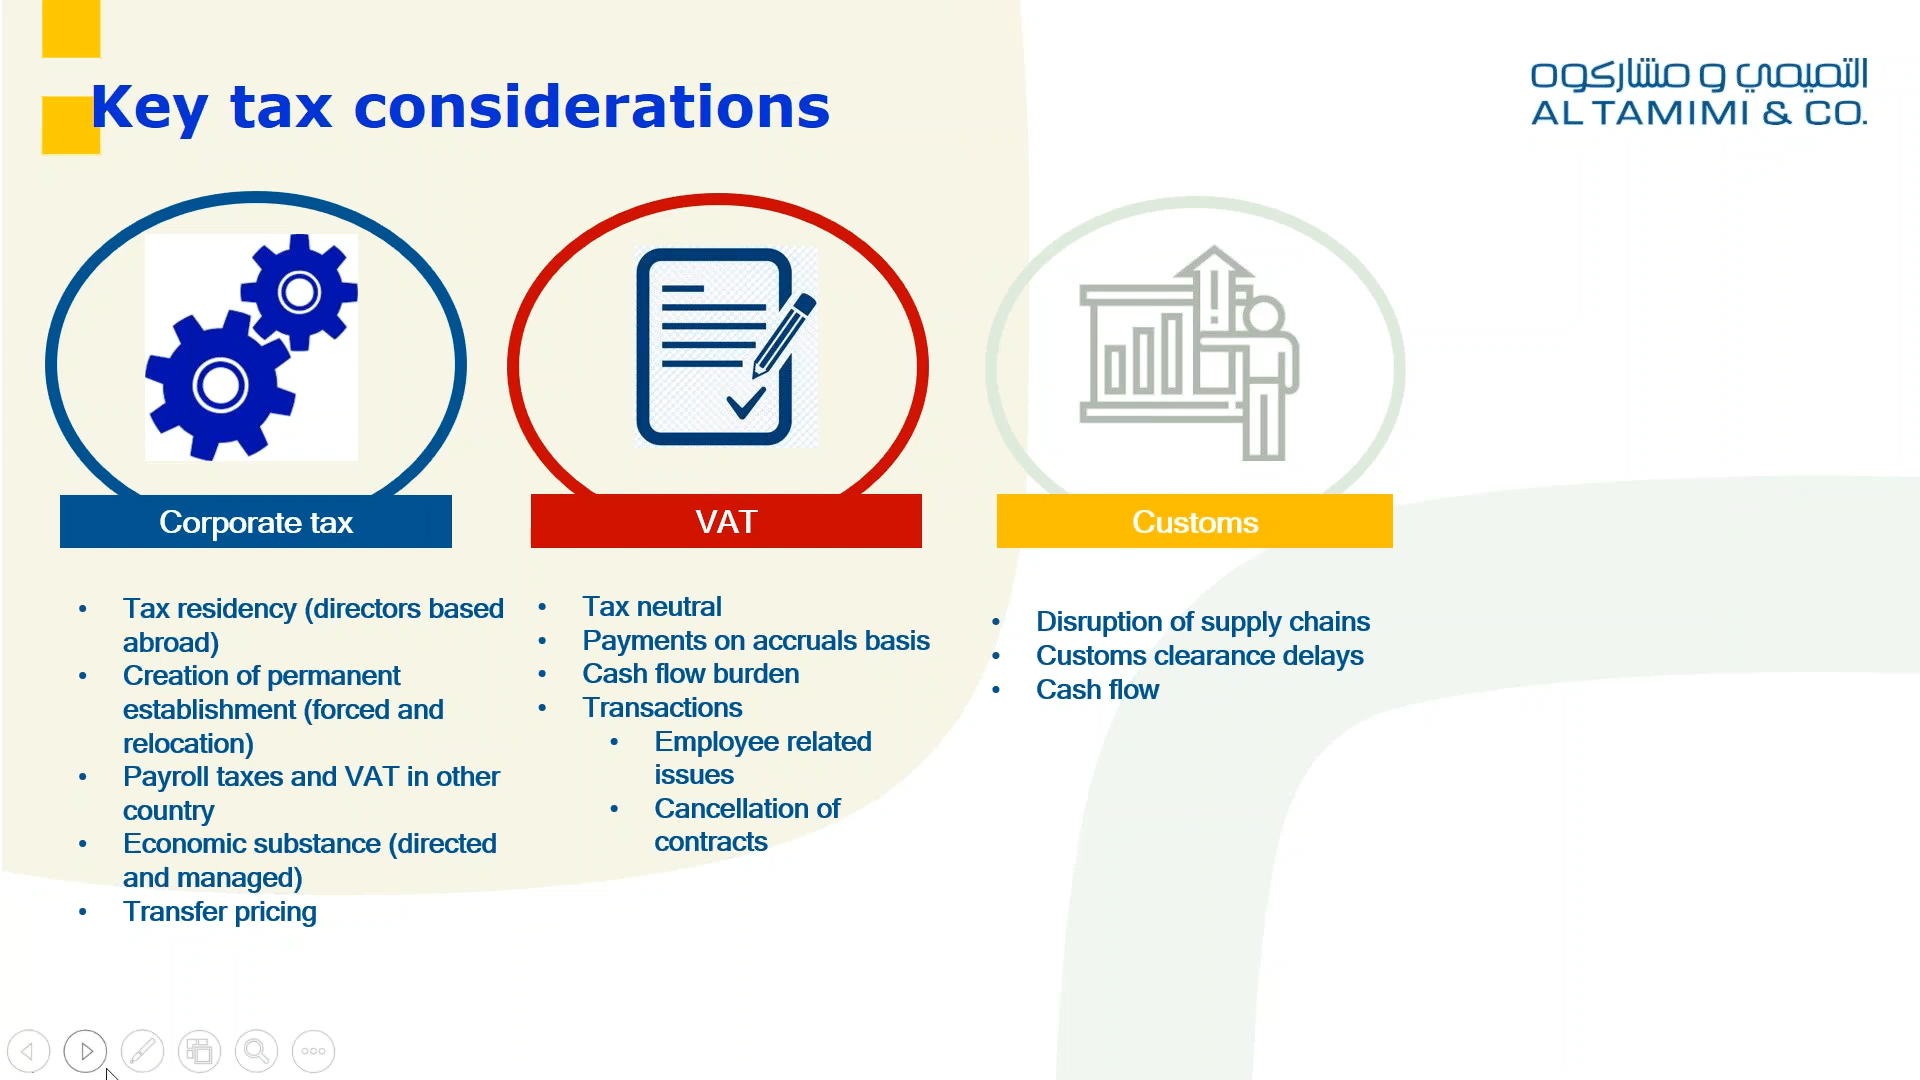 Key tax considerations
التميمي و مشاركوه
AL TAMIMI & CO.
Corporate tax
• Tax residency (directors based
abroad)
• Creation of permanent
establishment (forced and
relocation)
• Payroll taxes and VAT in other
country
• Economic substance (directed
and managed)
• Transfer pricing
VAT
• Tax neutral
• Payments on accruals basis
• Cash flow burden
• Transactions
• Employee related
issues
• Cancellation of
contracts
Customs
• Disruption of supply chains
• Customs clearance delays
• Cash flow